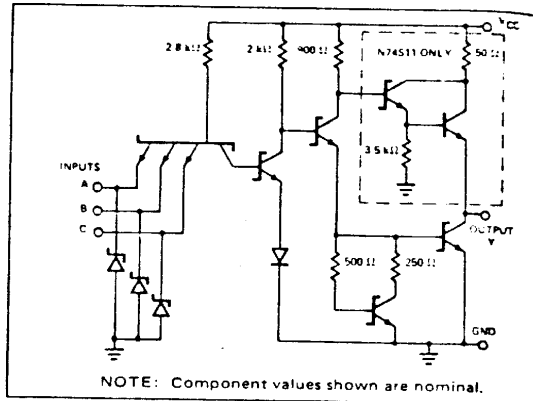 VCC
2.8 kΩ
2 kΩ
900 Ω
N74S11 ONLY
50 Ω
3.5 kΩ
INPUTS
A
B
C
OUTPUT
Y
500 Ω
250 Ω
GND
NOTE: Component values shown are nominal.